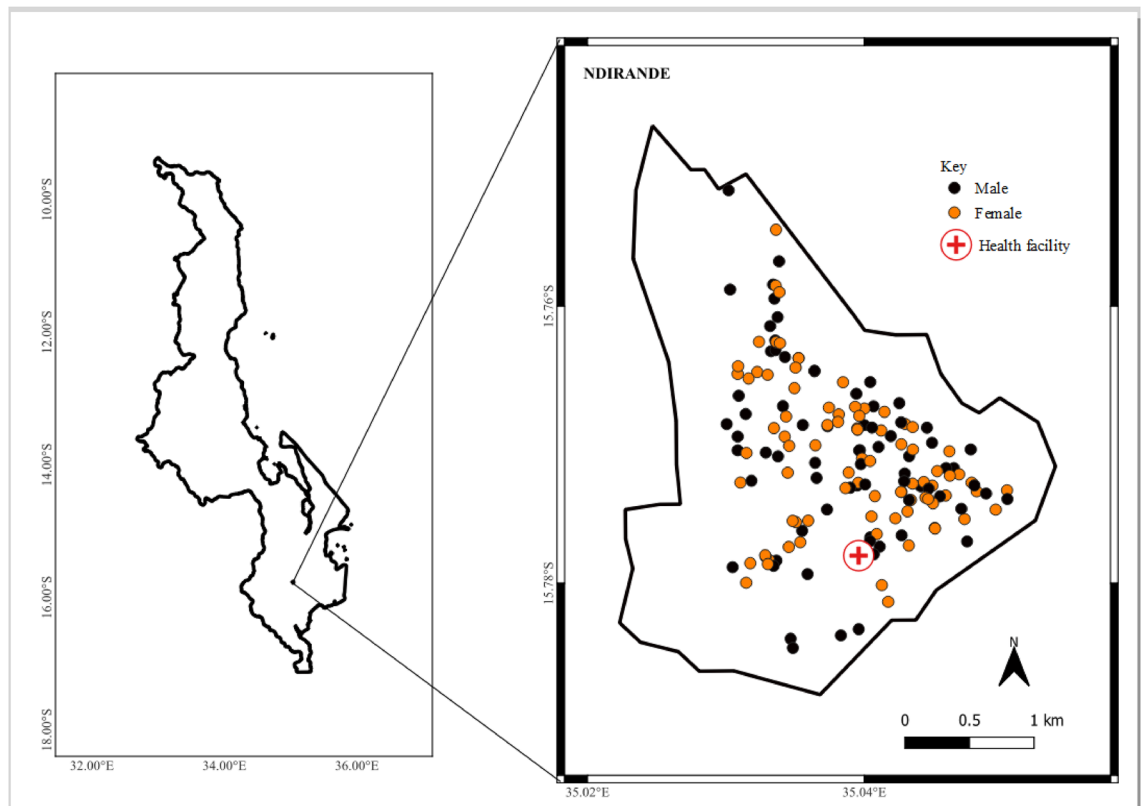 NDIRANDE
Key
Male
Female
Health facility
10.00°S
12.00°S
14.00°S
16.00°S
18.00°S
32.00°E
34.00°E
36.00°E
15.76°S
15.78°S
N
0 0.5 1 km
35.02°E
35.04°E